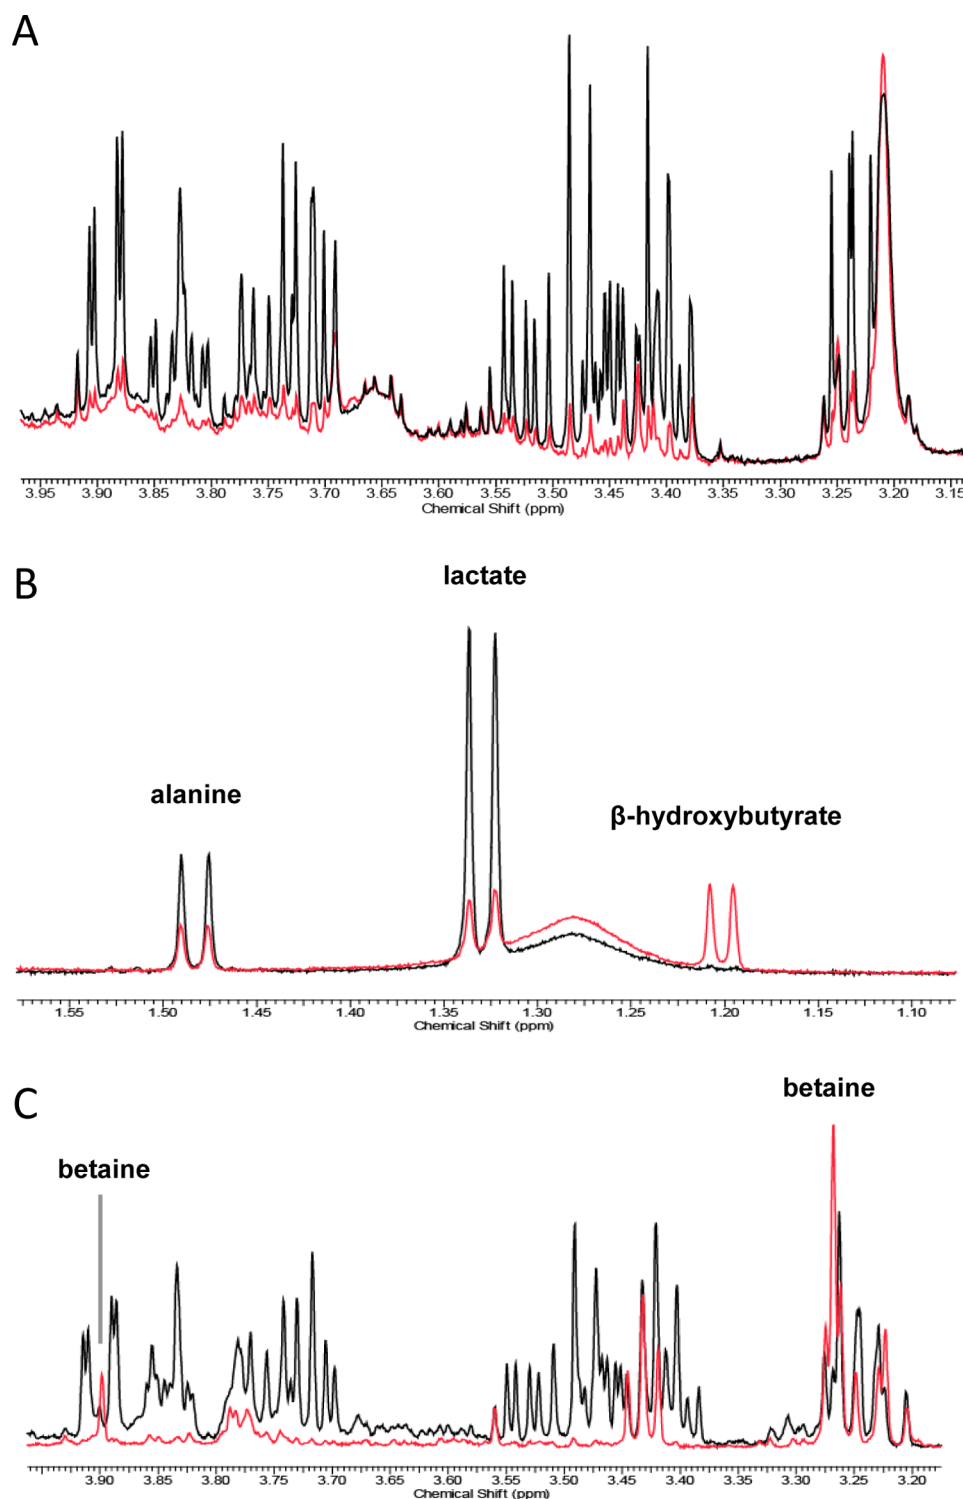 A
3.95 3.90 3.85 3.80 3.75 3.70 3.65 3.60 3.55 3.50 3.45 3.40 3.35 3.30 3.25 3.20 3.15
Chemical Shift (ppm)
B
lactate
alanine
β-hydroxybutyrate
1.55 1.50 1.45 1.40 1.35 1.30 1.25 1.20 1.15 1.10
Chemical Shift (ppm)
C
betaine
betaine
3.90 3.85 3.80 3.75 3.70 3.65 3.60 3.55 3.50 3.45 3.40 3.35 3.30 3.25 3.20
Chemical Shift (ppm)